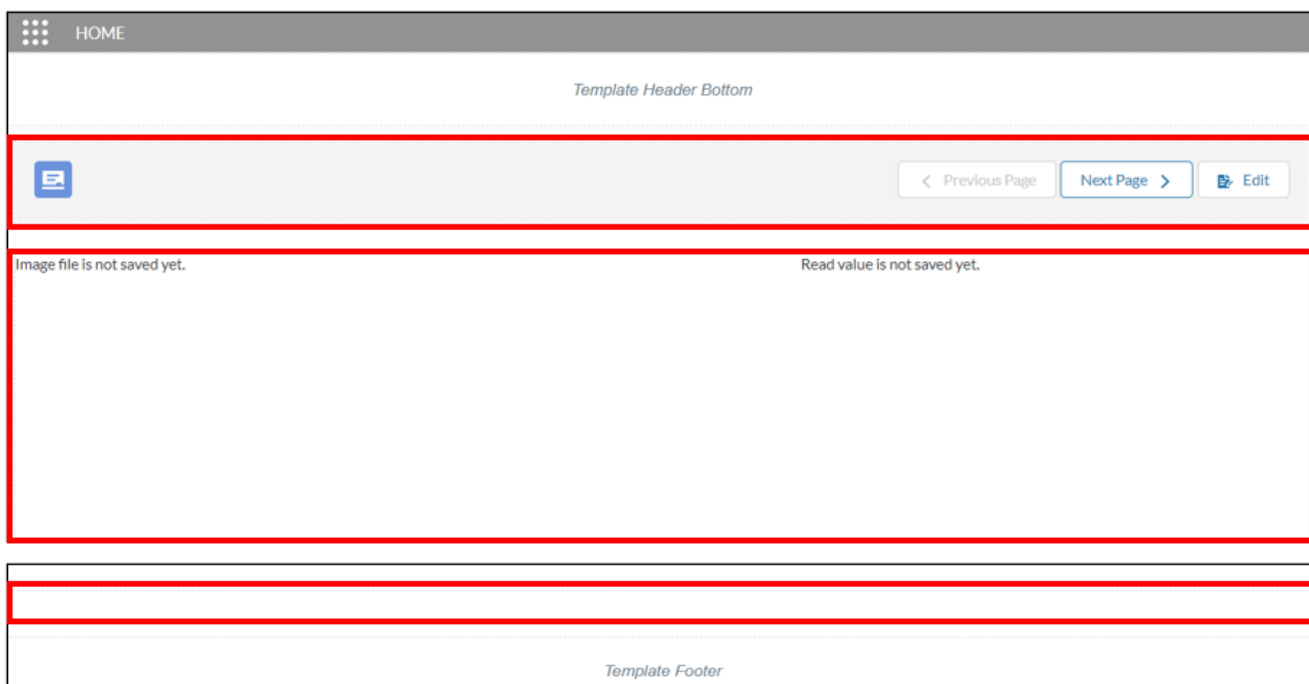 HOME
Template Header Bottom
Previous Page
Next Page
Edit
Image file is not saved yet.
Read value is not saved yet.
Template Footer